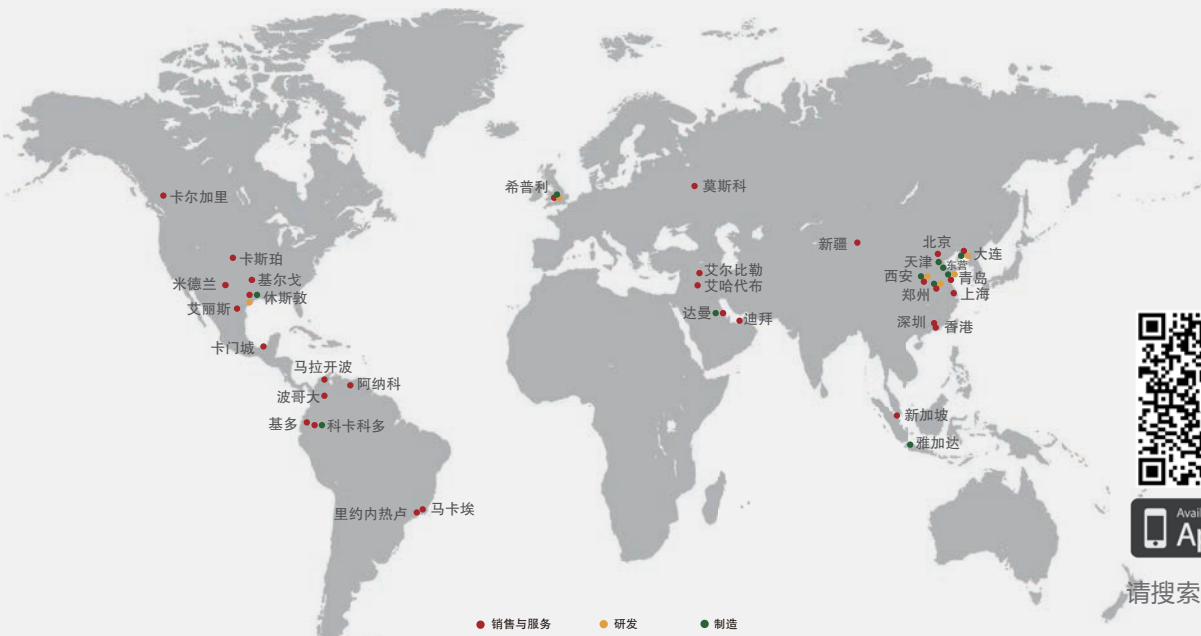 卡尔加里
卡斯珀
基尔戈
米德兰
休斯敦
艾丽斯
卡门城
马拉开波
阿纳科
波哥大
基多
科卡科多
里约内热卢
马卡埃
希普利
莫斯科
艾尔比勒
艾哈代布
达曼
迪拜
新疆
北京
大连
天津
东营
西安
青岛
郑州
上海
深圳
香港
新加坡
雅加达
Avail
Ap
请搜索
销售与服务
研发
制造